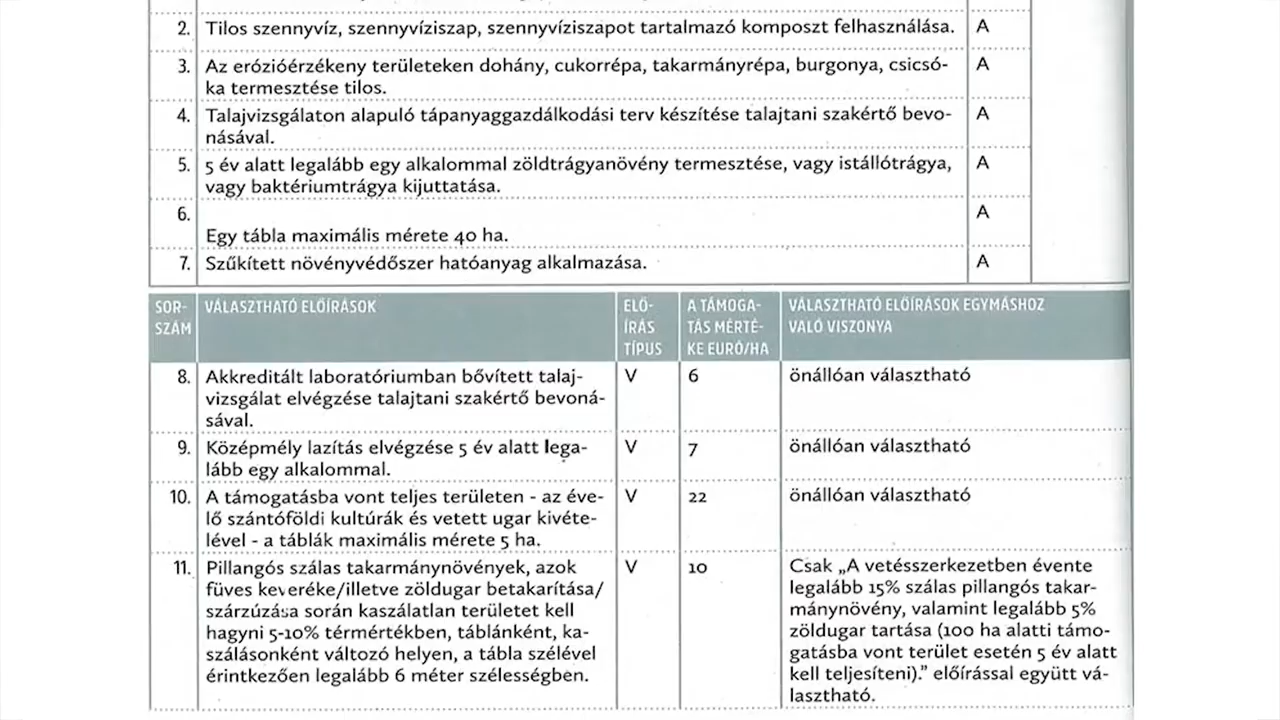 2. Tilos szennyvíz, szennyvíziszap, szennyvíziszapot tartalmazó komposzt felhasználása. A
3. Az erózióérzékeny területeken dohány, cukorrépa, takarmányrépa, burgonya, csicsó- A
ka termesztése tilos.
4. Talajvizsgálaton alapuló tápanyaggazdálkodási terv készítése talajtani szakértő bevo- A
násával.
5. 5 év alatt legalább egy alkalommal zöldtrágyanövény termesztése, vagy istállótrágya, A
vagy baktériumtrágya kijuttatása.
6. A
Egy tábla maximális mérete 40 ha.
7. Szűkített növényvédőszer hatóanyag alkalmazása. A
SOR-
SZÁM
VÁLASZTHATÓ ELŐÍRÁSOK
ELŐ-
ÍRÁS
TÍPUS
A TÁMOGA-
TÁS MÉRTÉ-
KE EURÓ/HA
VÁLASZTHATÓ ELŐÍRÁSOK EGYMÁSHOZ
VALÓ VISZONYA
8. Akkreditált laboratóriumban bővített talaj- V 6 önállóan választható
vizsgálat elvégzése talajtani szakértő bevoná-
sával.
9. Középmély lazítás elvégzése 5 év alatt lega- V 7 önállóan választható
lább egy alkalommal.
10. A támogatásba vont teljes területen - az éve- V 22 önállóan választható
lő szántóföldi kultúrák és vetett ugar kivéte-
lével - a táblák maximális mérete 5 ha.
11. Pillangós szálas takarmánynövények, azok V 10
füves keveréke/illetve zöldugar betakarítása/
szárzúzása során kaszálatlan területet kell
hagyni 5-10% térmértékben, táblánként, ka-
szálásonként változó helyen, a tábla szélével
érintkezően legalább 6 méter szélességben.
Csak „A vetésszerkezetben évente
legalább 15% szálas pillangós takar-
mánynövény, valamint legalább 5%
zöldugar tartása (100 ha alatti támo-
gatásba vont terület esetén 5 év alatt
kell teljesíteni)." előírással együtt vá-
lasztható.